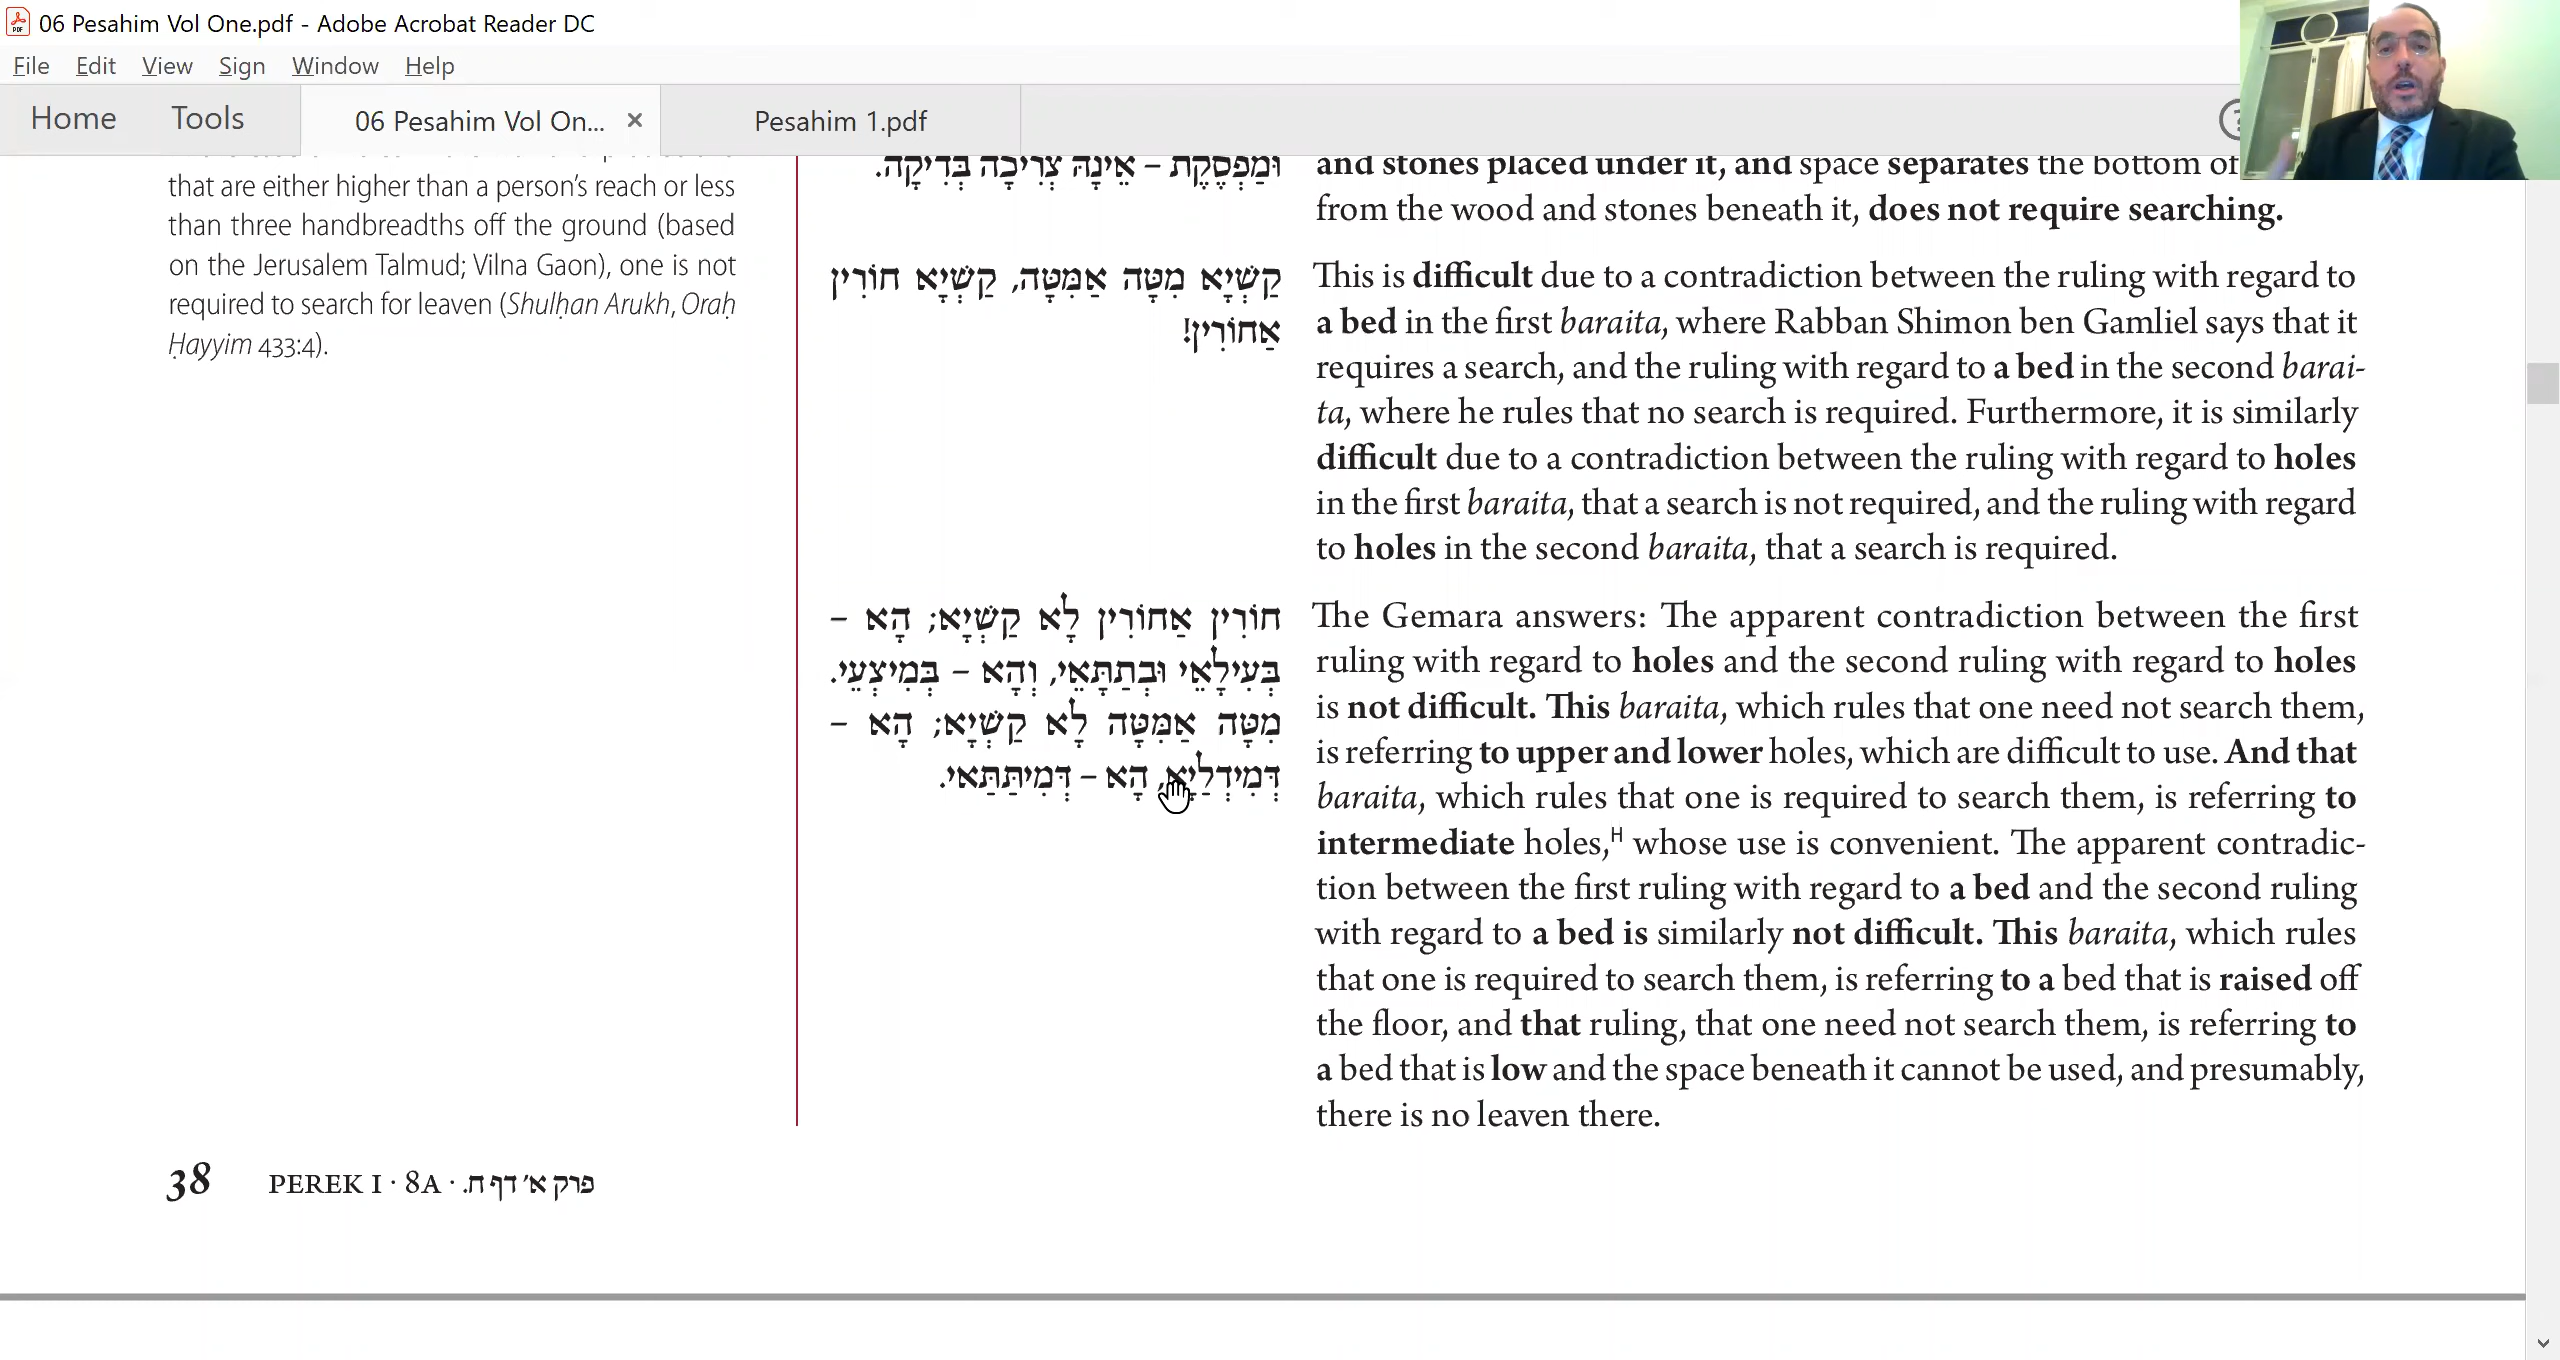 06 Pesahim Vol One.pdf - Adobe Acrobat Reader DC
File Edit View Sign Window Help
Home Tools 06 Pesahim Vol On... × Pesahim 1.pdf
that are either higher than a person's reach or less
than three handbreadths off the ground (based
on the Jerusalem Talmud; Vilna Gaon), one is not
required to search for leaven (Shulḥan Arukh, Oraḥ
Ḥayyim 433:4).
וּמַפְסֶקֶת – אֵינָהּ צְרִיכָה בְּדִיקָה.
קַשְׁיָא מִטָּה אַמִּטָּה, קַשְׁיָא חוֹרִין
אַחוֹרִין!
חוֹרִין אַחוֹרִין לָא קַשְׁיָא; הָא –
בְּעִילָּאֵי וּבְתַתָּאֵי, וְהָא – בְּמִיצְעֵי.
מִטָּה אַמִּטָּה לָא קַשְׁיָא; הָא –
דְּמִידְלַיָּא, הָא – דְּמִיתַּתַּאי.
and stones placed under it, and space separates the bottom of
from the wood and stones beneath it, does not require searching.
This is difficult due to a contradiction between the ruling with regard to
a bed in the first baraita, where Rabban Shimon ben Gamliel says that it
requires a search, and the ruling with regard to a bed in the second barai-
ta, where he rules that no search is required. Furthermore, it is similarly
difficult due to a contradiction between the ruling with regard to holes
in the first baraita, that a search is not required, and the ruling with regard
to holes in the second baraita, that a search is required.
The Gemara answers: The apparent contradiction between the first
ruling with regard to holes and the second ruling with regard to holes
is not difficult. This baraita, which rules that one need not search them,
is referring to upper and lower holes, which are difficult to use. And that
baraita, which rules that one is required to search them, is referring to
intermediate holes,ᴴ whose use is convenient. The apparent contradic-
tion between the first ruling with regard to a bed and the second ruling
with regard to a bed is similarly not difficult. This baraita, which rules
that one is required to search them, is referring to a bed that is raised off
the floor, and that ruling, that one need not search them, is referring to
a bed that is low and the space beneath it cannot be used, and presumably,
there is no leaven there.
38 PEREK I · 8A · פרק א׳ דף ח.